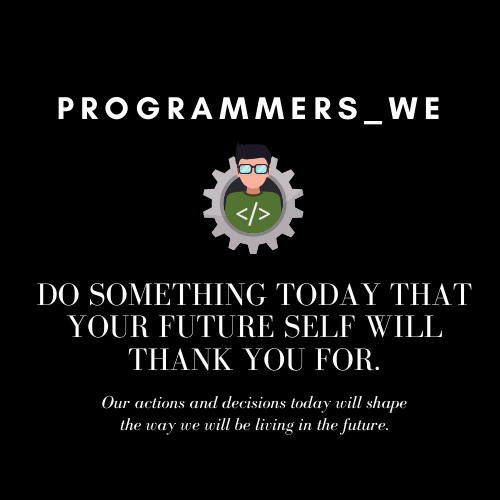 PROGRAMMERS_WE
</>
DO SOMETHING TODAY THAT
YOUR FUTURE SELF WILL
THANK YOU FOR.
Our actions and decisions today will shape
the way we will be living in the future.